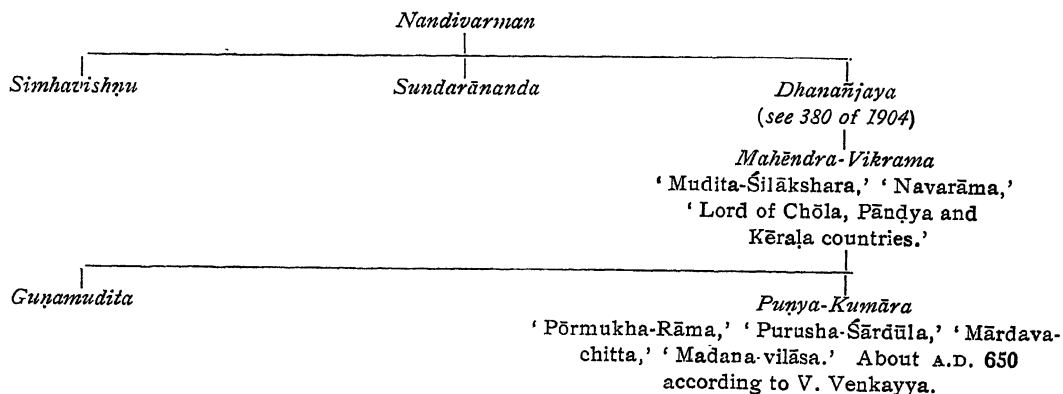 Nandivarman
Simhavishṇu Sundarānanda Dhanañjaya
(see 380 of 1904)
Mahēndra-Vikrama
‘ Mudita-Śilākshara,’ ‘ Navarāma,’
‘ Lord of Chōla, Pāṇḍya and
Kēraḷa countries.’
Guṇamudita Puṇya-Kumāra
‘ Pōrmukha-Rāma,’ ‘ Purusha-Śārdūla,’ ‘ Mārdava-
chitta,’ ‘ Madana-vilāsa.’ About A.D. 650
according to V. Venkayya.